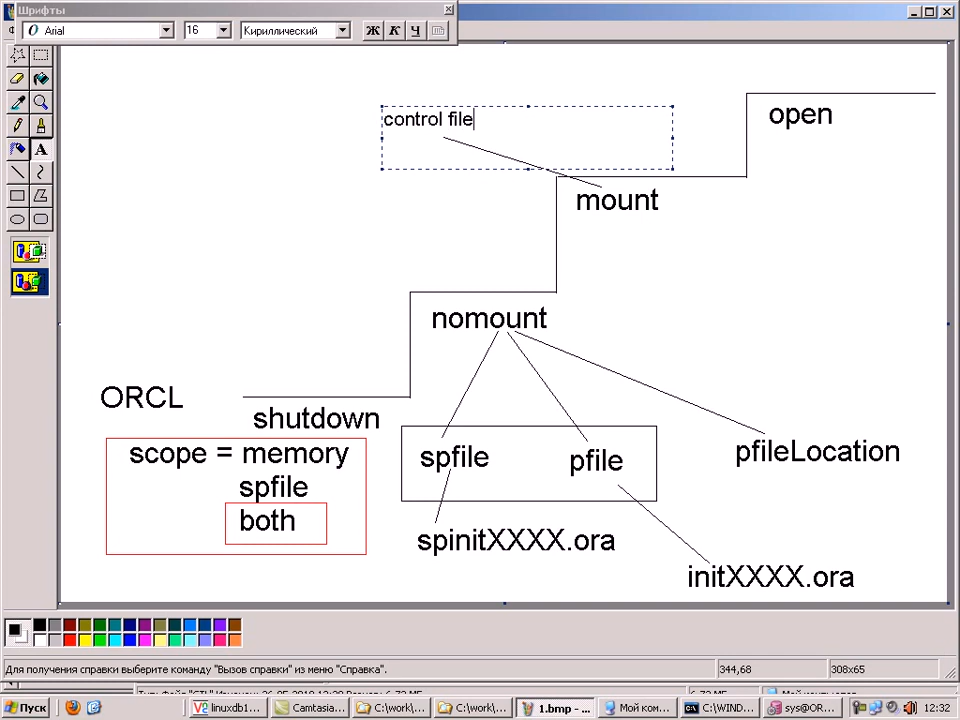 Шрифты
Arial
16
Кириллический
Ж К Ч
control file
open
mount
nomount
ORCL
shutdown
scope = memory
spfile
both
spfile
pfile
pfileLocation
spinitXXXX.ora
initXXXX.ora
Для получения справки выберите команду "Вызов справки" из меню "Справка".
344,68
308x65
Пуск
linuxdb1...
Camtasia...
C:\work\...
C:\work\...
1.bmp - ...
Мой ком...
C:\WIND...
sys@OR...
12:32